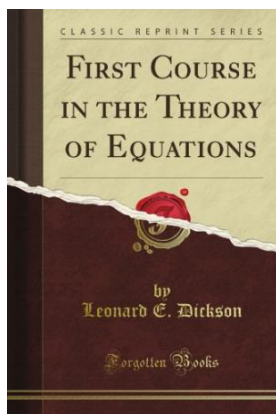 CLASSIC REPRINT SERIES
FIRST COURSE
IN THE THEORY
OF EQUATIONS
by
Leonard E. Dickson
Forgotten Books